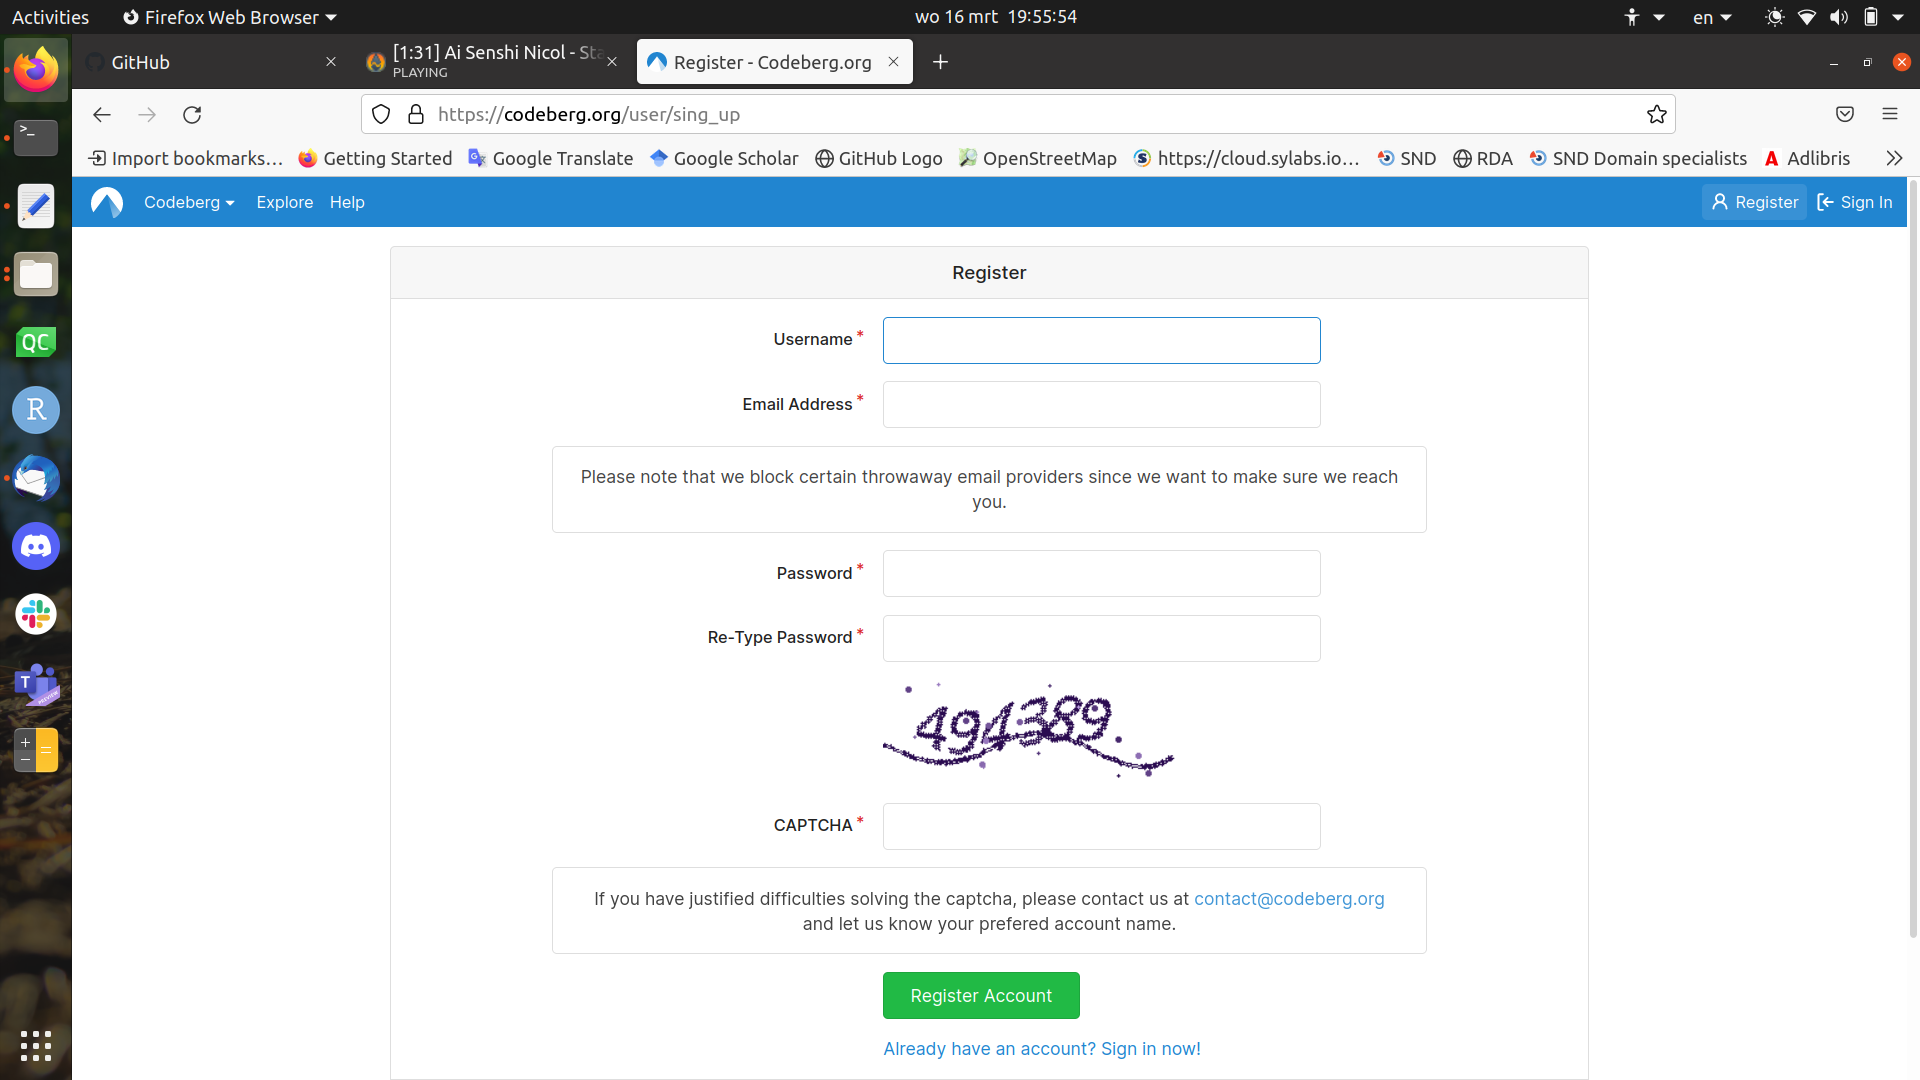 Activities
Firefox Web Browser
wo 16 mrt 19:55:54
en
GitHub
[1:31] Ai Senshi Nicol - Sta
PLAYING
Register - Codeberg.org
https://codeberg.org/user/sing_up
Import bookmarks…
Getting Started
Google Translate
Google Scholar
GitHub Logo
OpenStreetMap
https://cloud.sylabs.io…
SND
RDA
SND Domain specialists
Adlibris
Codeberg
Explore
Help
Register
Sign In
Register
Username *
Email Address *
Please note that we block certain throwaway email providers since we want to make sure we reach
you.
Password *
Re-Type Password *
494389
CAPTCHA *
If you have justified difficulties solving the captcha, please contact us at contact@codeberg.org
and let us know your prefered account name.
Register Account
Already have an account? Sign in now!
QC
R
T
PREVIEW